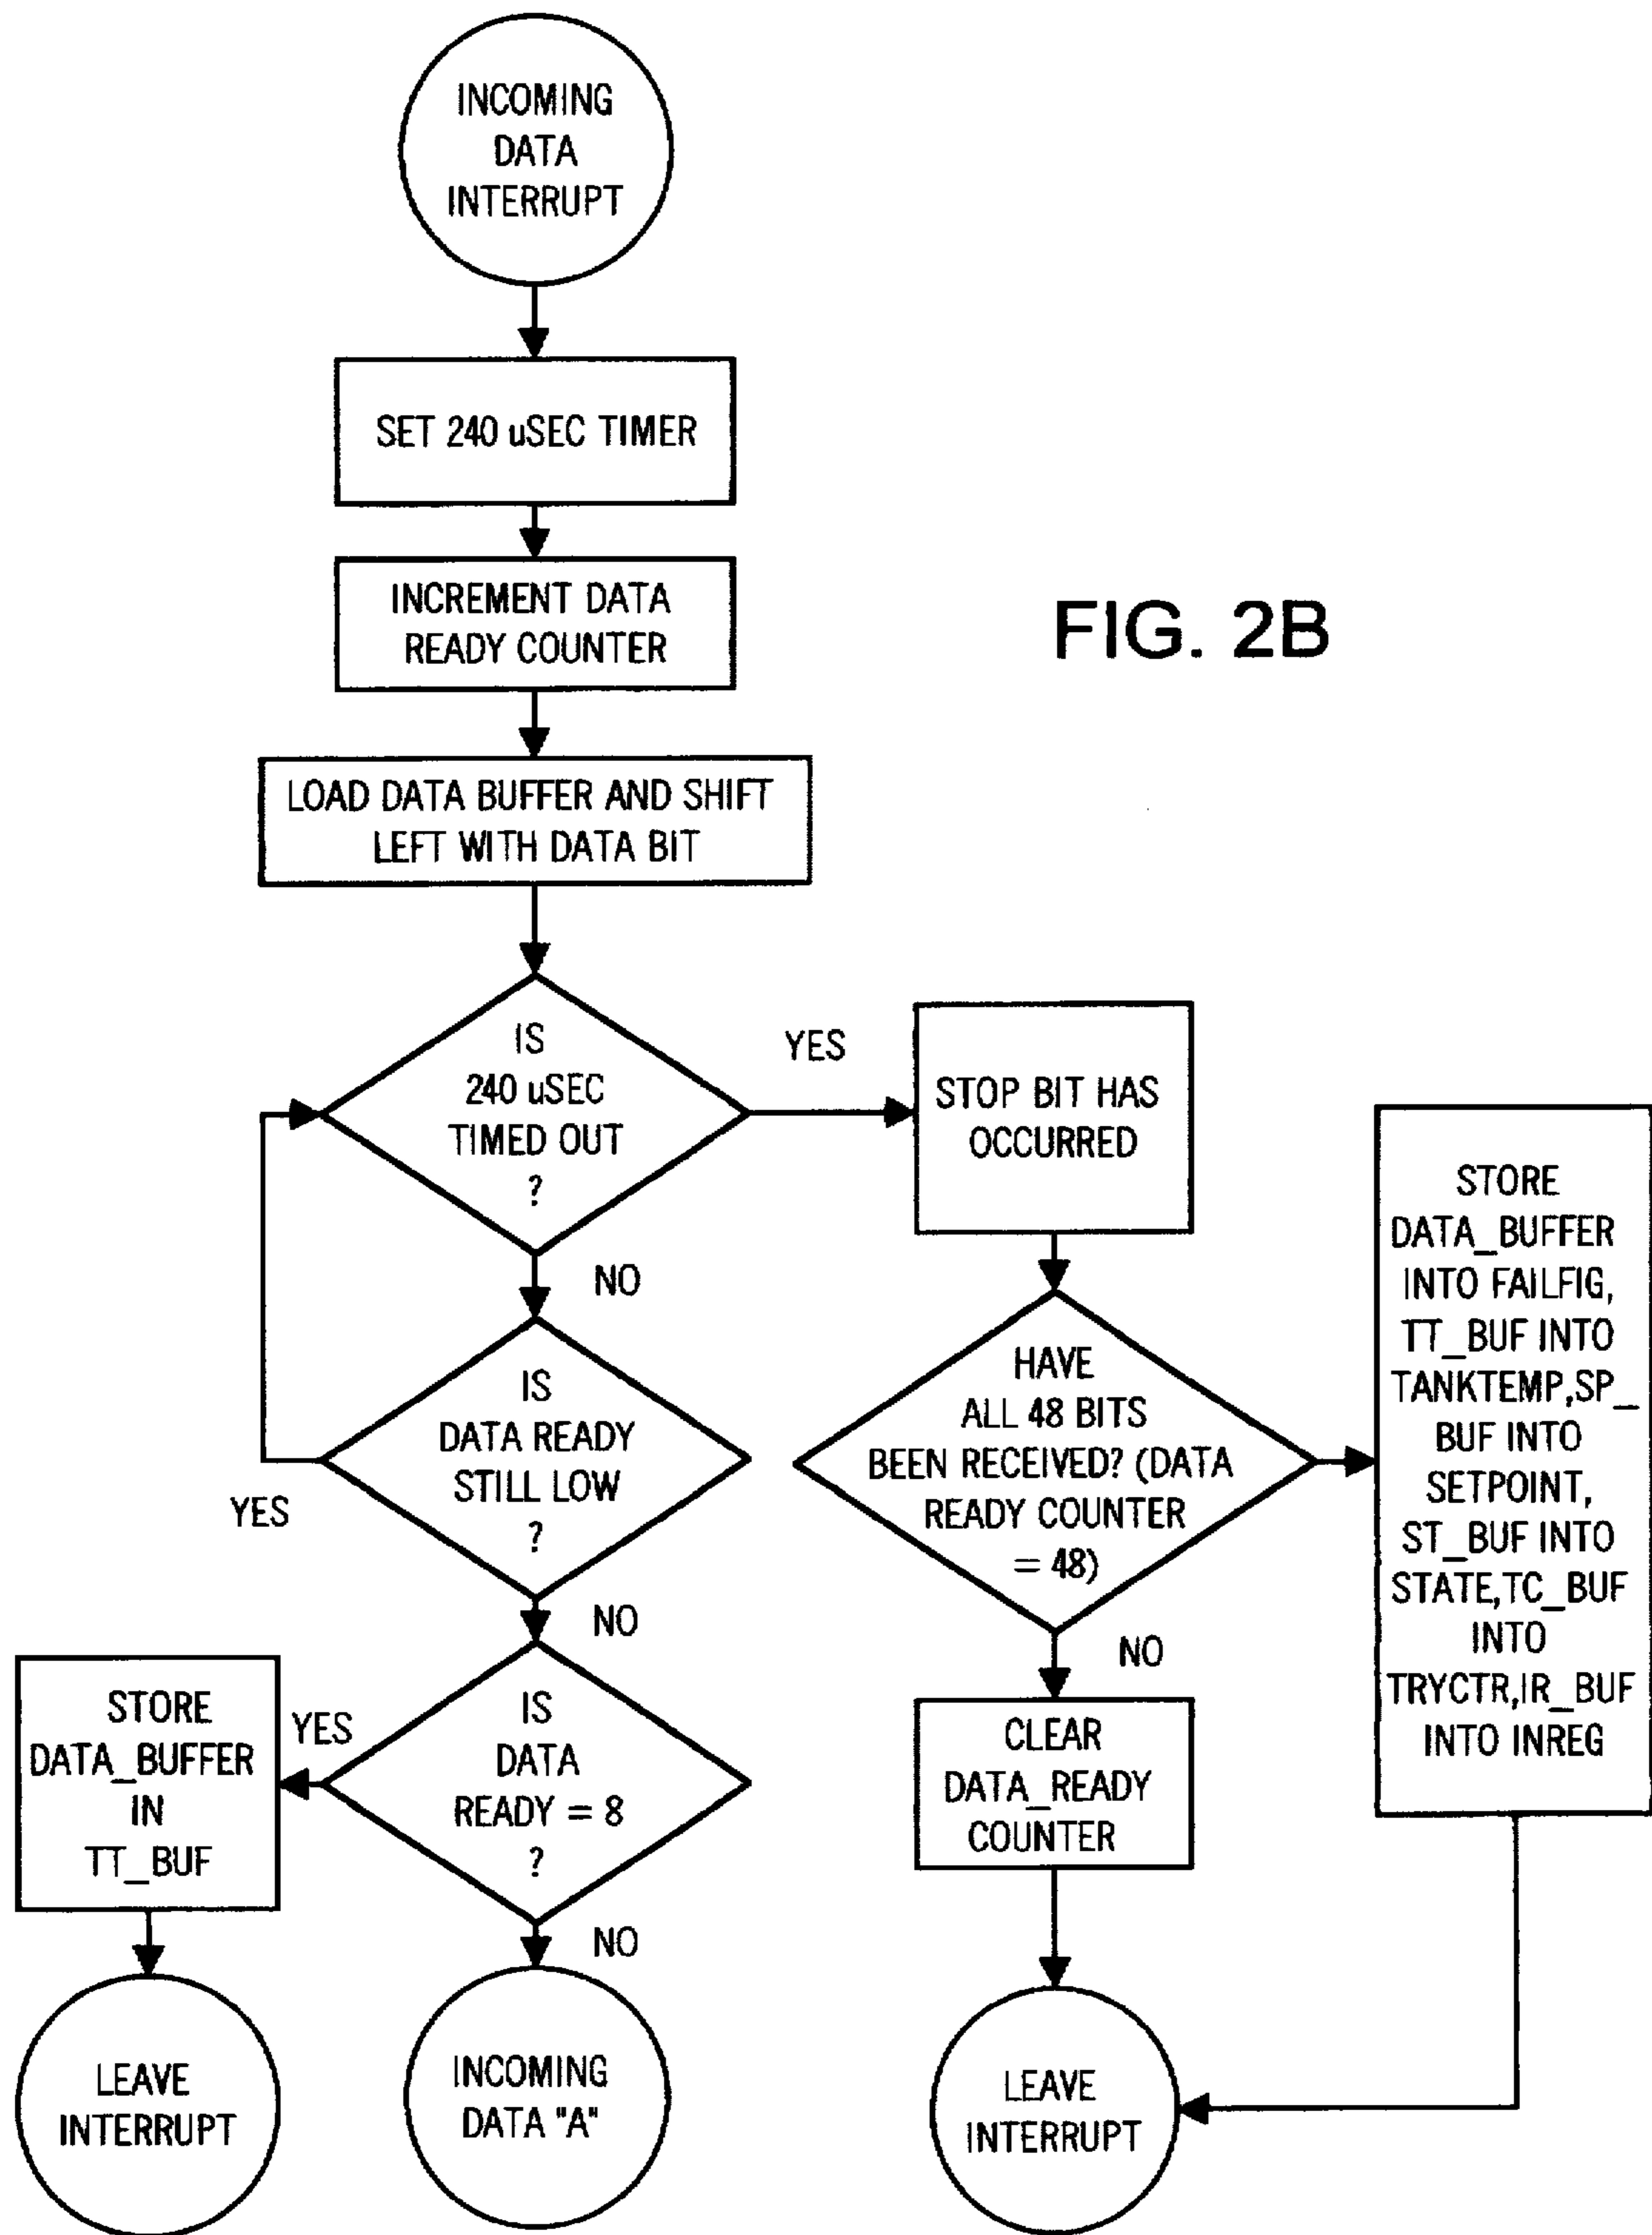 INCOMING
DATA
INTERRUPT
SET 240 uSEC TIMER
INCREMENT DATA
READY COUNTER
FIG. 2B
LOAD DATA BUFFER AND SHIFT
LEFT WITH DATA BIT
IS
240 uSEC
TIMED OUT
?
YES
STOP BIT HAS
OCCURRED
NO
IS
DATA READY
STILL LOW
?
YES
NO
HAVE
ALL 48 BITS
BEEN RECEIVED? (DATA
READY COUNTER
= 48)
NO
STORE
DATA_BUFFER
INTO FAILFIG,
TT_BUF INTO
TANKTEMP,SP_
BUF INTO
SETPOINT,
ST_BUF INTO
STATE,TC_BUF
INTO
TRYCTR,IR_BUF
INTO INREG
IS
DATA
READY = 8
?
YES
STORE
DATA_BUFFER
IN
TT_BUF
NO
CLEAR
DATA_READY
COUNTER
LEAVE
INTERRUPT
INCOMING
DATA "A"
LEAVE
INTERRUPT